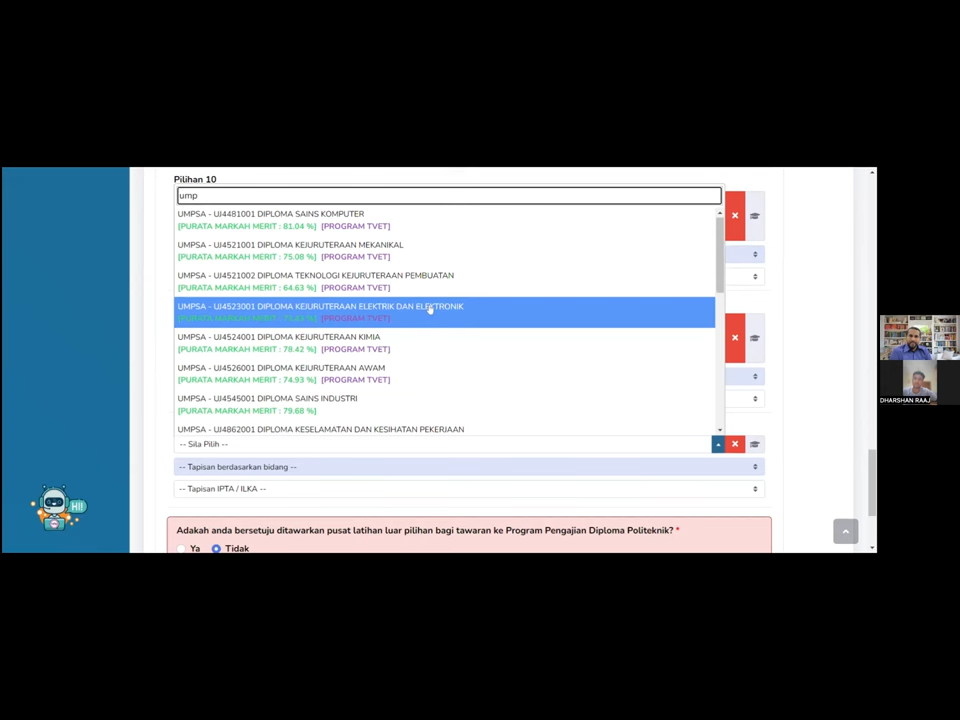 Pilihan 10
ump
UMPSA - UJ4481001 DIPLOMA SAINS KOMPUTER
[PURATA MARKAH MERIT : 81.04 %] [PROGRAM TVET]
UMPSA - UJ4521001 DIPLOMA KEJURUTERAAN MEKANIKAL
[PURATA MARKAH MERIT : 75.08 %] [PROGRAM TVET]
UMPSA - UJ4521002 DIPLOMA TEKNOLOGI KEJURUTERAAN PEMBUATAN
[PURATA MARKAH MERIT : 64.63 %] [PROGRAM TVET]
UMPSA - UJ4523001 DIPLOMA KEJURUTERAAN ELEKTRIK DAN ELEKTRONIK
[PURATA MARKAH MERIT : %] [PROGRAM TVET]
UMPSA - UJ4524001 DIPLOMA KEJURUTERAAN KIMIA
[PURATA MARKAH MERIT : 78.42 %] [PROGRAM TVET]
UMPSA - UJ4526001 DIPLOMA KEJURUTERAAN AWAM
[PURATA MARKAH MERIT : 74.93 %] [PROGRAM TVET]
UMPSA - UJ4545001 DIPLOMA SAINS INDUSTRI
[PURATA MARKAH MERIT : 79.68 %]
UMPSA - UJ4862001 DIPLOMA KESELAMATAN DAN KESIHATAN PEKERJAAN
-- Sila Pilih --
-- Tapisan berdasarkan bidang --
-- Tapisan IPTA / ILKA --
Adakah anda bersetuju ditawarkan pusat latihan luar pilihan bagi tawaran ke Program Pengajian Diploma Politeknik? *
Ya Tidak
HI!
DHARSHAN RAAJ